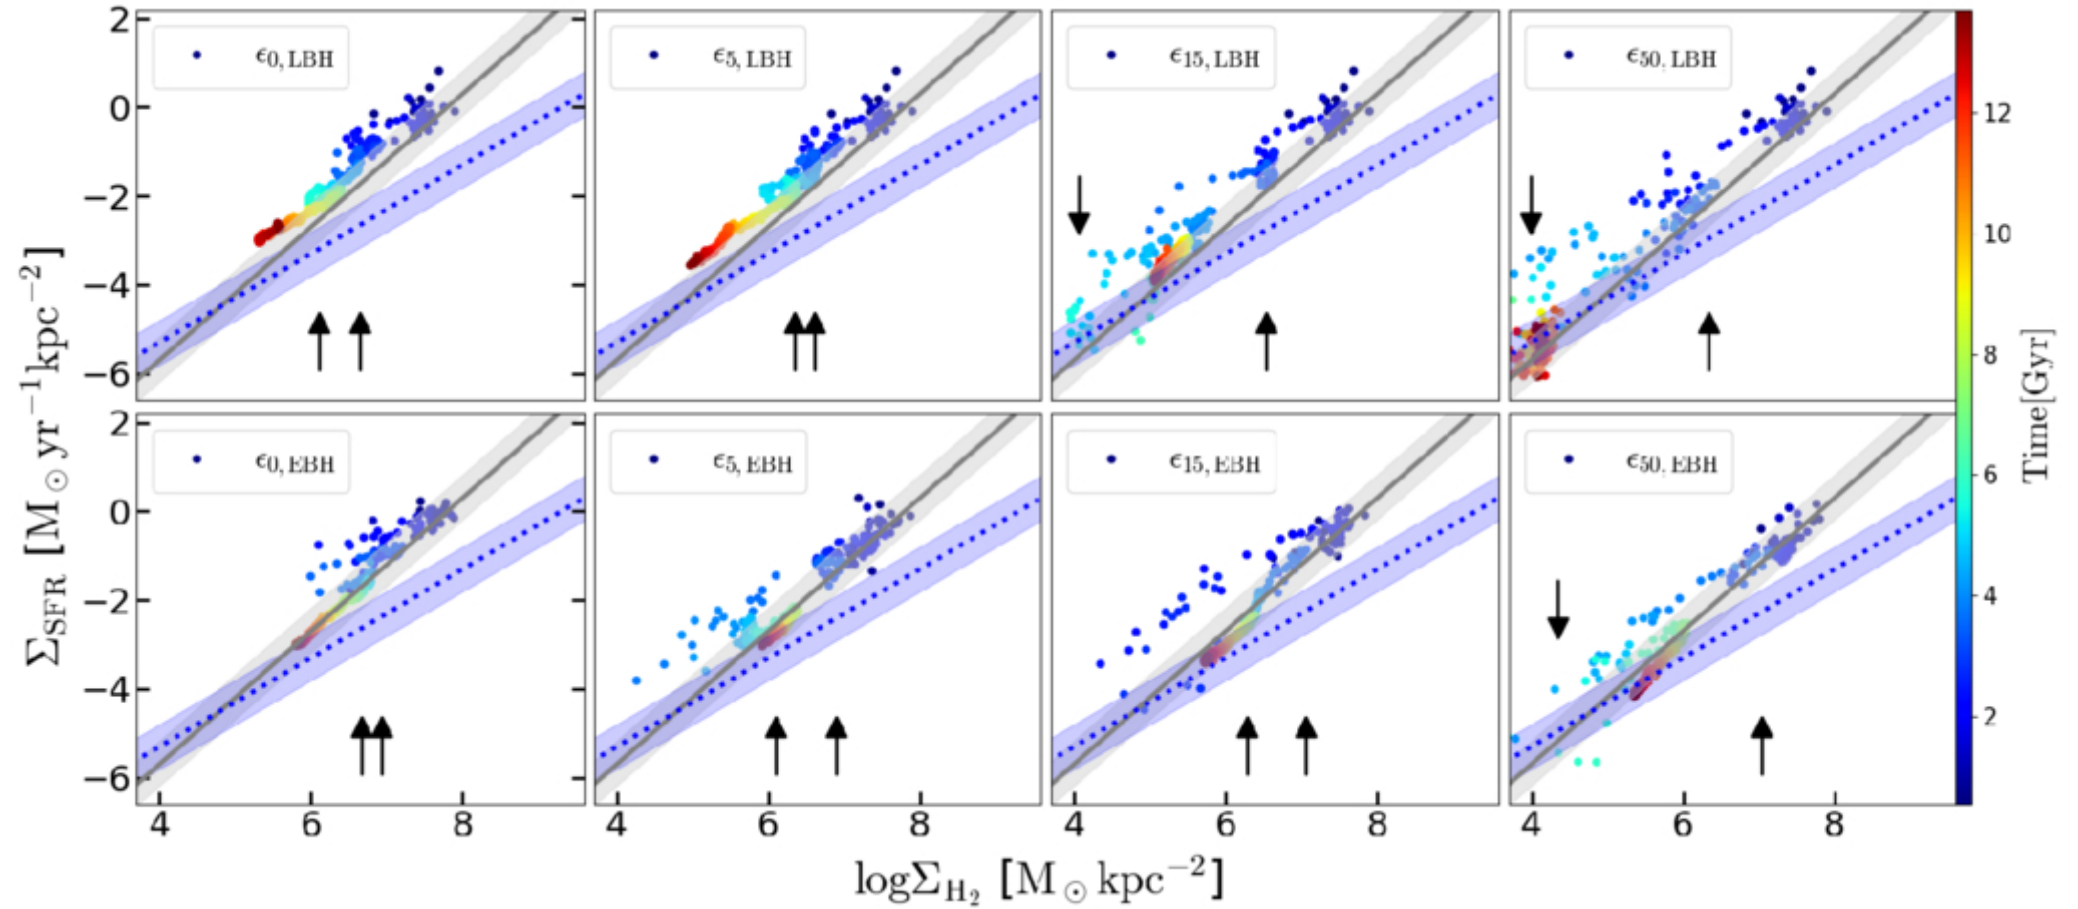 2
0
−2
−4
−6
ϵ0, LBH
ϵ5, LBH
ϵ15, LBH
ϵ50, LBH
2
0
−2
−4
−6
ϵ0, EBH
ϵ5, EBH
ϵ15, EBH
ϵ50, EBH
4 6 8
4 6 8
4 6 8
4 6 8
ΣSFR [M⊙yr−1kpc−2]
logΣH2 [M⊙kpc−2]
12
10
8
6
4
2
Time[Gyr]